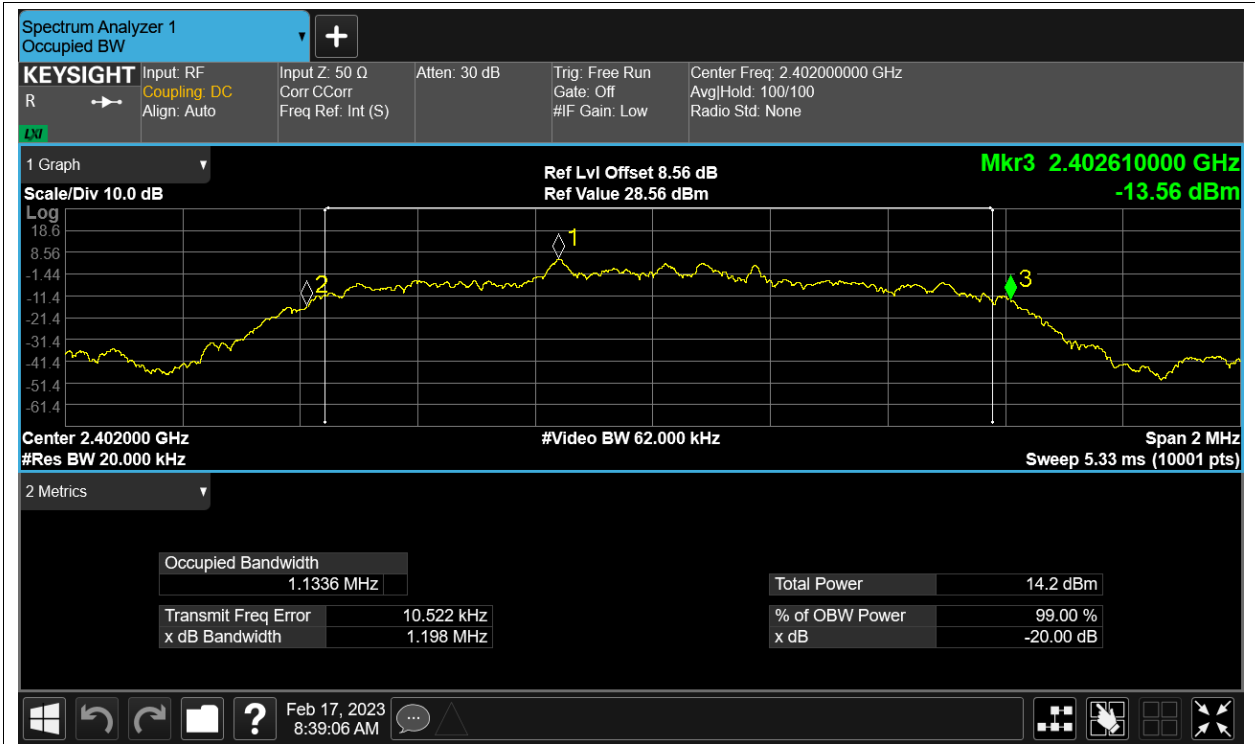 Spectrum Analyzer 1
Occupied BW
KEYSIGHT
R
LXI
Input: RF
Coupling: DC
Align: Auto
Input Z: 50 Ω
Corr CCorr
Freq Ref: Int (S)
Atten: 30 dB
Trig: Free Run
Gate: Off
#IF Gain: Low
Center Freq: 2.402000000 GHz
Avg|Hold: 100/100
Radio Std: None
1 Graph
Scale/Div 10.0 dB
Ref Lvl Offset 8.56 dB
Ref Value 28.56 dBm
Mkr3 2.402610000 GHz
-13.56 dBm
Log
18.6
8.56
-1.44
-11.4
-21.4
-31.4
-41.4
-51.4
-61.4
1
2
3
Center 2.402000 GHz
#Video BW 62.000 kHz
Span 2 MHz
#Res BW 20.000 kHz
Sweep 5.33 ms (10001 pts)
2 Metrics
Occupied Bandwidth
1.1336 MHz
Total Power 14.2 dBm
Transmit Freq Error 10.522 kHz
% of OBW Power 99.00 %
x dB Bandwidth 1.198 MHz
x dB -20.00 dB
?
Feb 17, 2023
8:39:06 AM